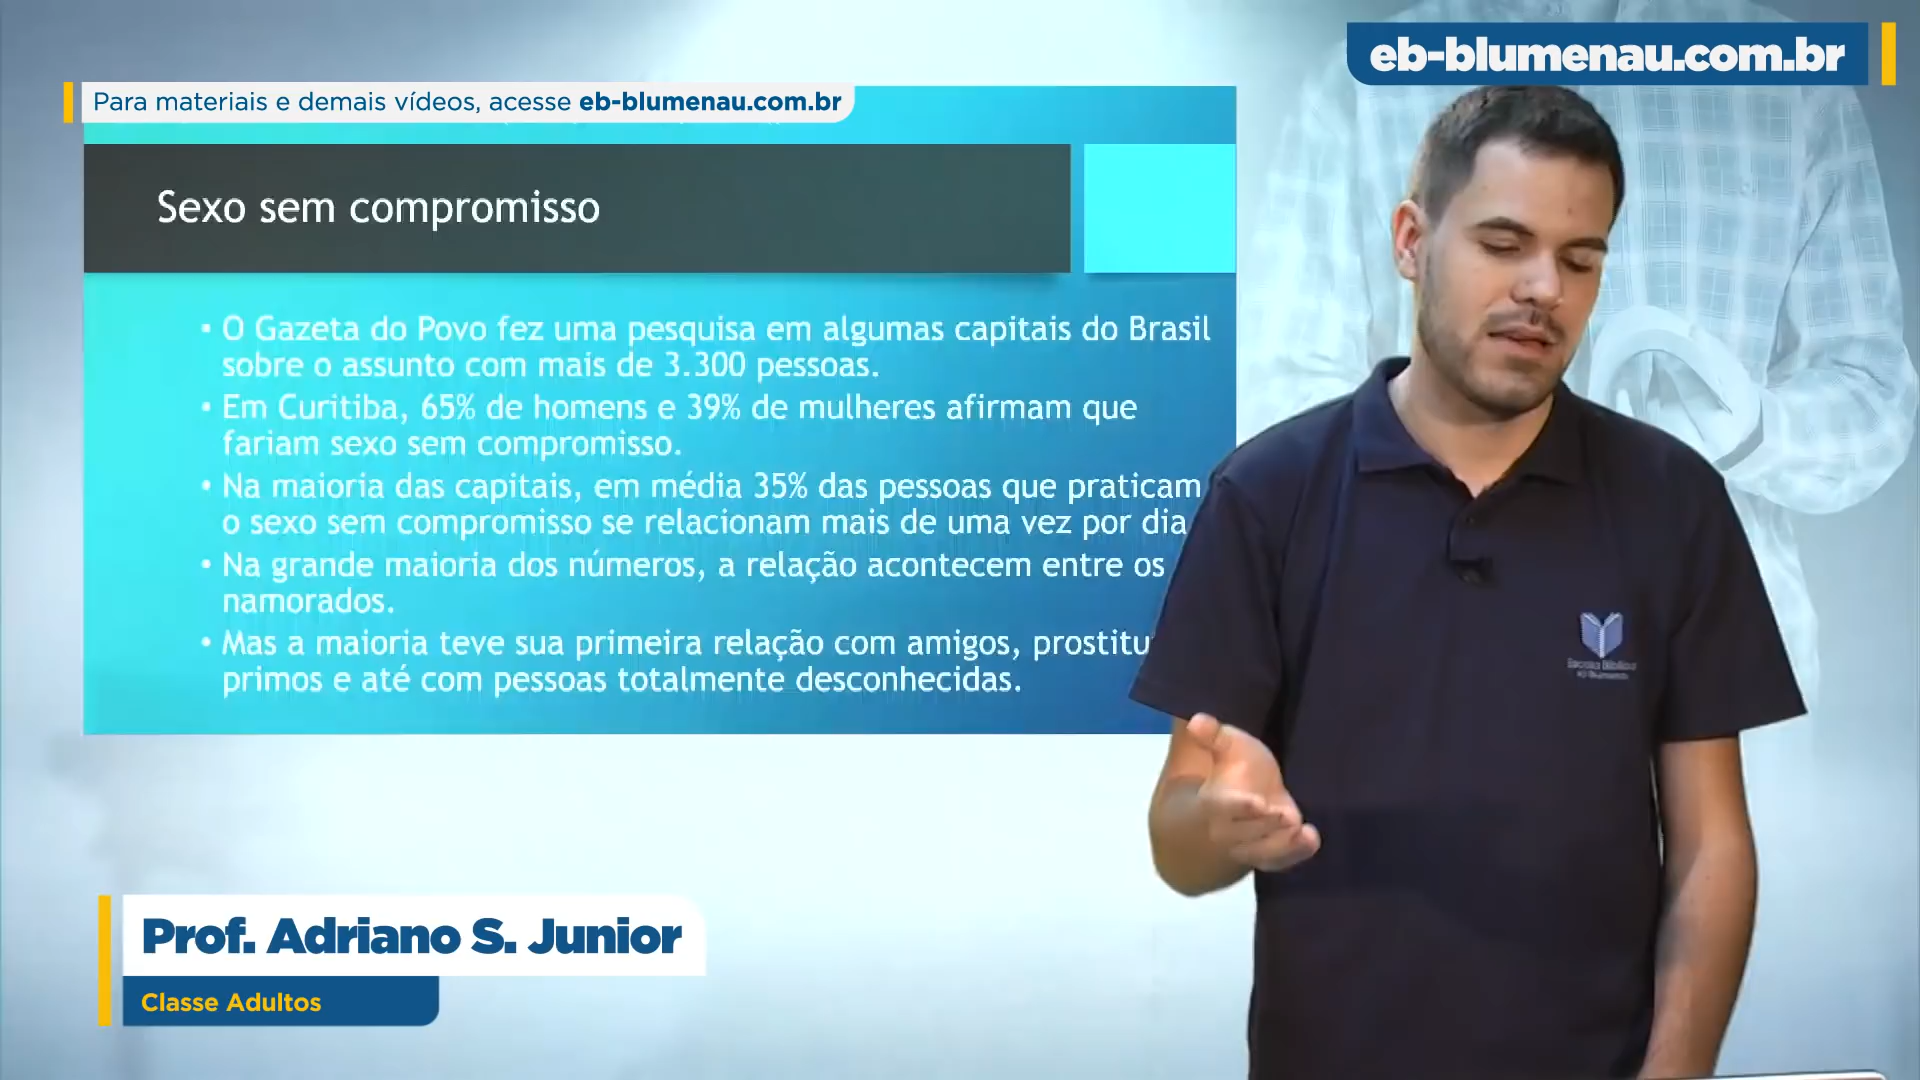 eb-blumenau.com.br
Para materiais e demais vídeos, acesse eb-blumenau.com.br
Sexo sem compromisso
• O Gazeta do Povo fez uma pesquisa em algumas capitais do Brasil
sobre o assunto com mais de 3.300 pessoas.
• Em Curitiba, 65% de homens e 39% de mulheres afirmam que
fariam sexo sem compromisso.
• Na maioria das capitais, em média 35% das pessoas que praticam
o sexo sem compromisso se relacionam mais de uma vez por dia
• Na grande maioria dos números, a relação acontecem entre os
namorados.
• Mas a maioria teve sua primeira relação com amigos,
primos e até com pessoas totalmente desconhecidas.
Prof. Adriano S. Junior
Classe Adultos